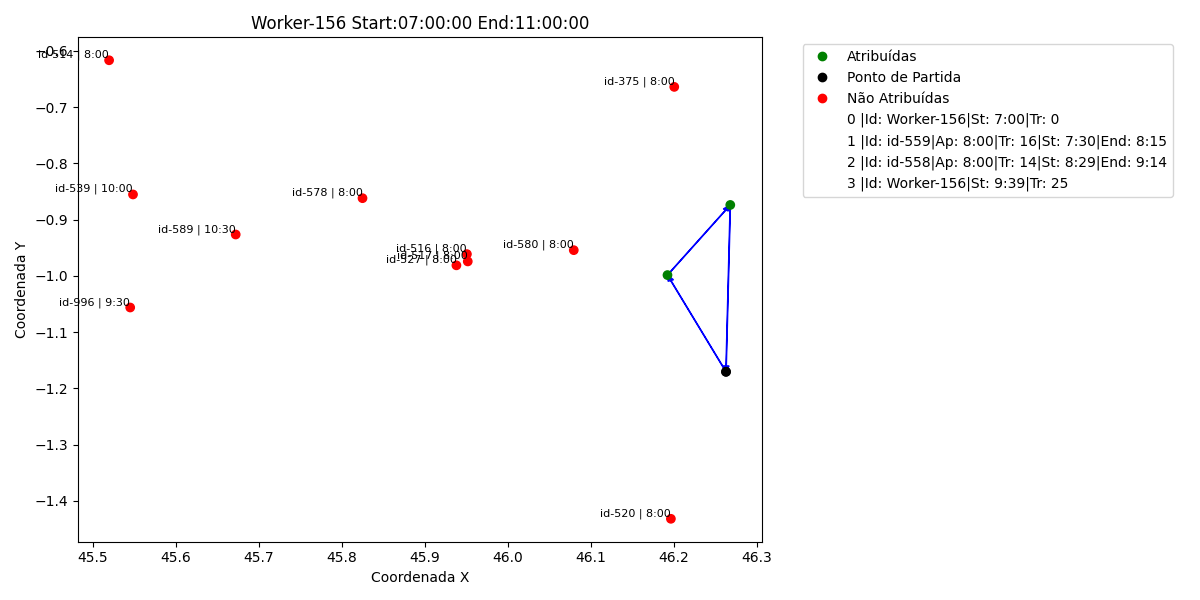 Worker-156 Start:07:00:00 End:11:00:00
Coordenada Y
−0.6
−0.7
−0.8
−0.9
−1.0
−1.1
−1.2
−1.3
−1.4
id-514 | 8:00
id-375 | 8:00
id-539 | 10:00
id-578 | 8:00
id-589 | 10:30
id-516 | 8:00
id-580 | 8:00
id-517 | 8:00
id-527 | 8:00
id-996 | 9:30
id-520 | 8:00
45.5 45.6 45.7 45.8 45.9 46.0 46.1 46.2 46.3
Coordenada X
Atribuídas
Ponto de Partida
Não Atribuídas
0 |Id: Worker-156|St: 7:00|Tr: 0
1 |Id: id-559|Ap: 8:00|Tr: 16|St: 7:30|End: 8:15
2 |Id: id-558|Ap: 8:00|Tr: 14|St: 8:29|End: 9:14
3 |Id: Worker-156|St: 9:39|Tr: 25